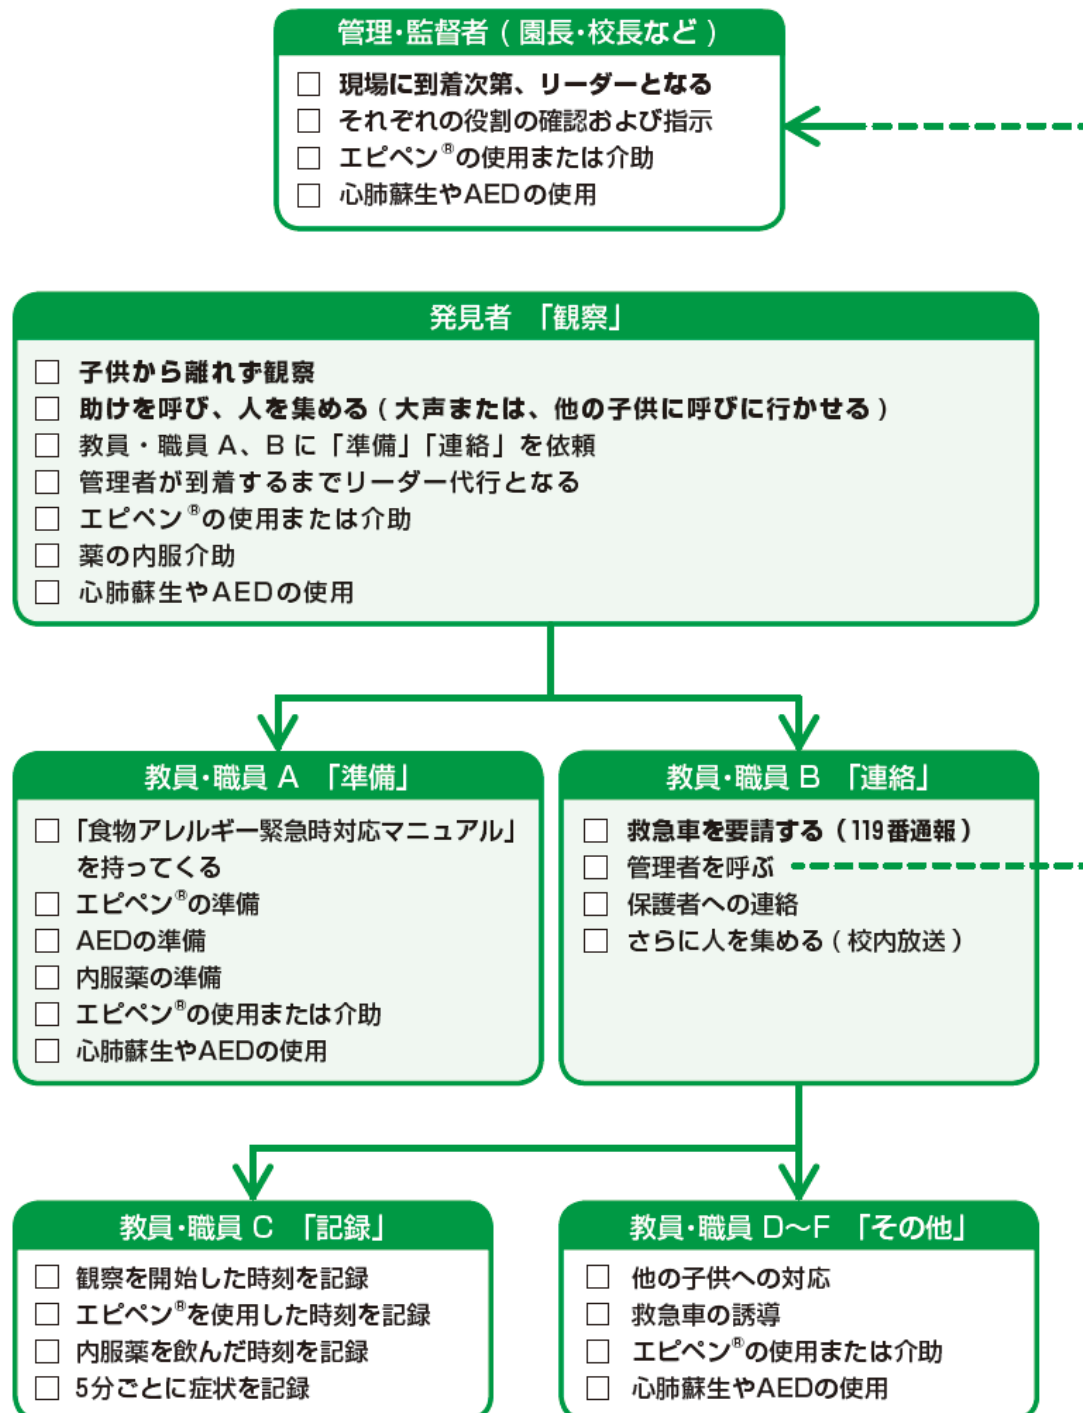 管理・監督者(園長・校長など)
□ 現場に到着次第、リーダーとなる
□ それぞれの役割の確認および指示
□ エピペン®の使用または介助
□ 心肺蘇生やAEDの使用
発見者 「観察」
□ 子供から離れず観察
□ 助けを呼び、人を集める(大声または、他の子供に呼びに行かせる)
□ 教員・職員 A、B に「準備」「連絡」を依頼
□ 管理者が到着するまでリーダー代行となる
□ エピペン®の使用または介助
□ 薬の内服介助
□ 心肺蘇生やAEDの使用
教員・職員 A 「準備」
□ 「食物アレルギー緊急時対応マニュアル」
を持ってくる
□ エピペン®の準備
□ AEDの準備
□ 内服薬の準備
□ エピペン®の使用または介助
□ 心肺蘇生やAEDの使用
教員・職員 B 「連絡」
□ 救急車を要請する(119番通報)
□ 管理者を呼ぶ
□ 保護者への連絡
□ さらに人を集める(校内放送)
教員・職員 C 「記録」
□ 観察を開始した時刻を記録
□ エピペン®を使用した時刻を記録
□ 内服薬を飲んだ時刻を記録
□ 5分ごとに症状を記録
教員・職員 D〜F 「その他」
□ 他の子供への対応
□ 救急車の誘導
□ エピペン®の使用または介助
□ 心肺蘇生やAEDの使用